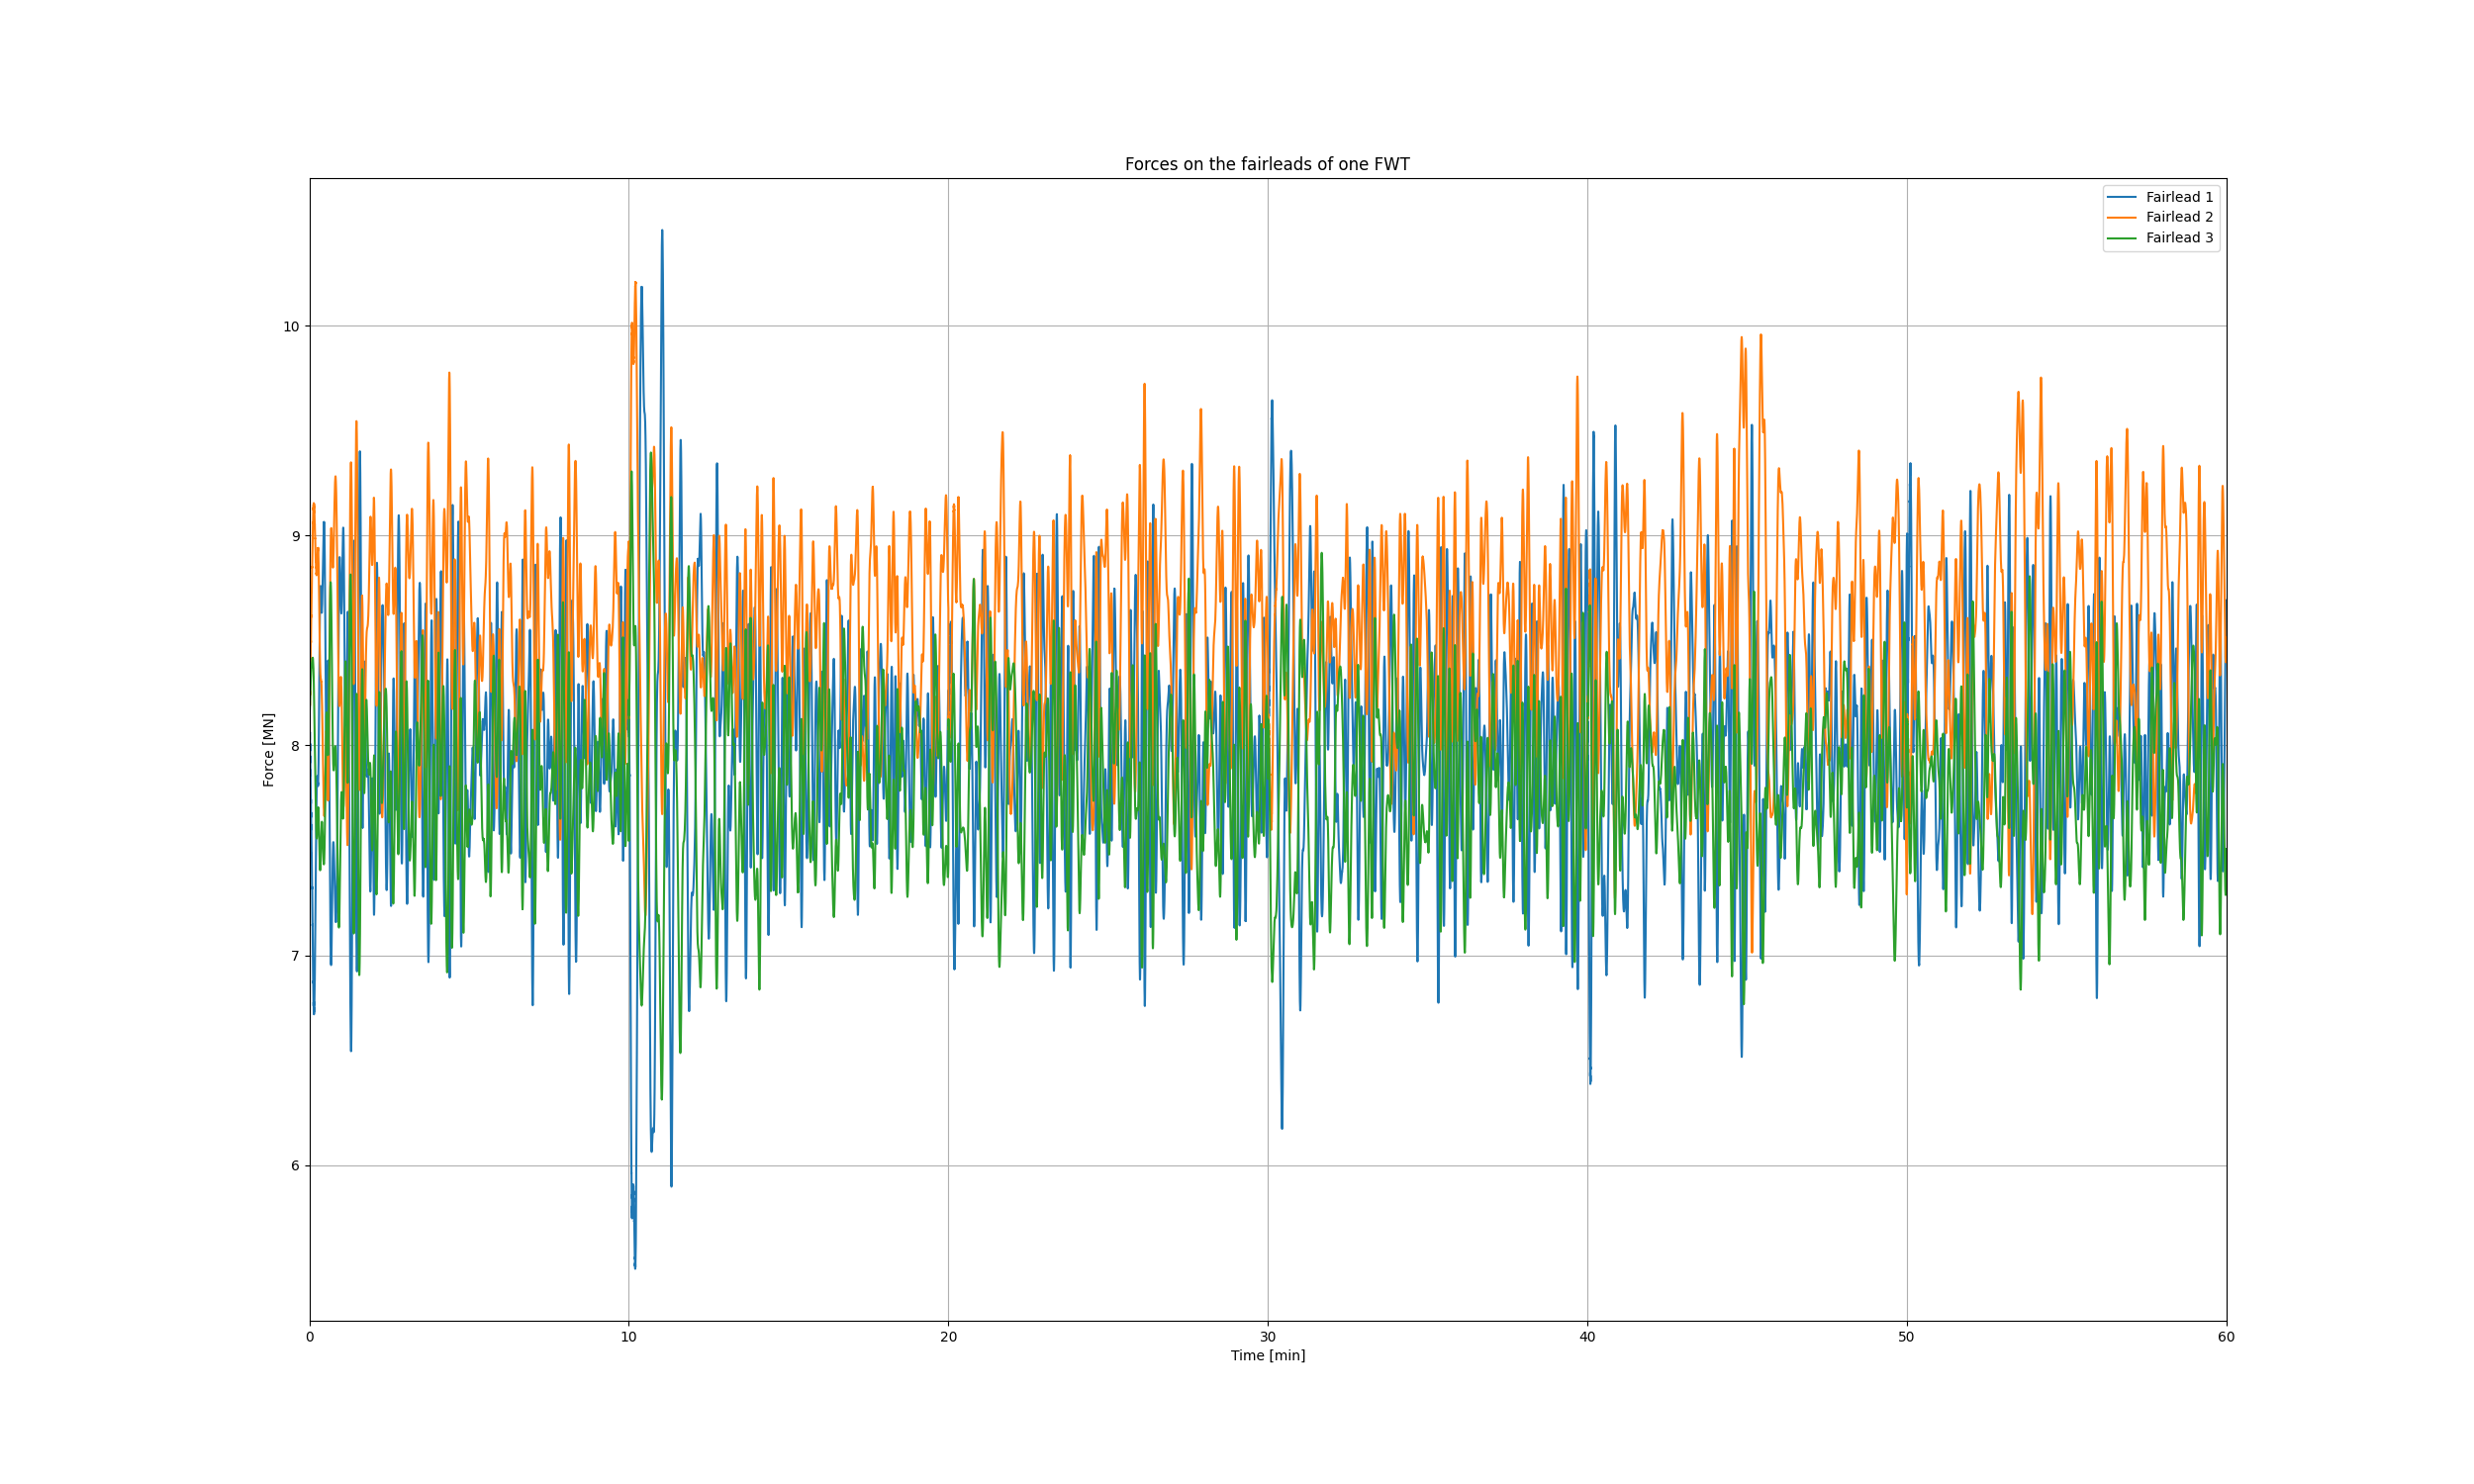 Forces on the fairleads of one FWT
Fairlead 1
Fairlead 2
Fairlead 3
Force [MN]
10
9
8
7
6
0 10 20 30 40 50 60
Time [min]